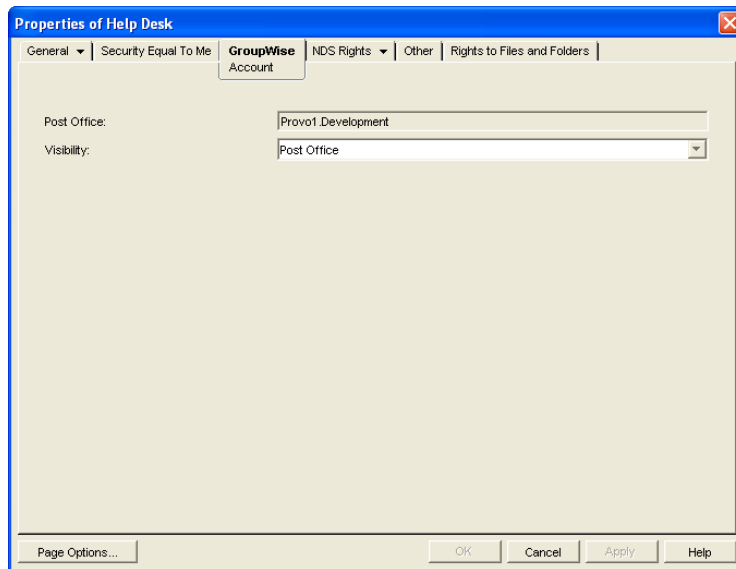 Properties of Help Desk
General Security Equal To Me GroupWise NDS Rights Other Rights to Files and Folders
Account
Post Office: Provo1.Development
Visibility: Post Office
Page Options... OK Cancel Apply Help